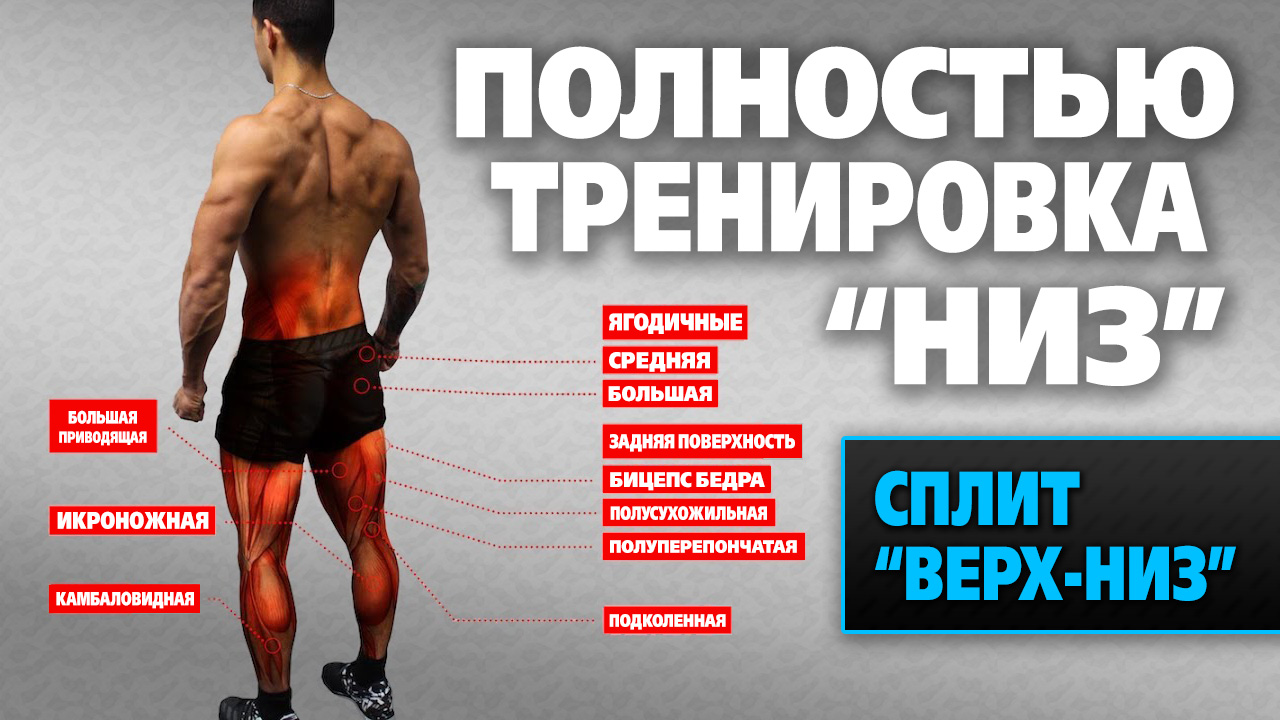 ПОЛНОСТЬЮ
ТРЕНИРОВКА
“НИЗ”
ЯГОДИЧНЫЕ
СРЕДНЯЯ
БОЛЬШАЯ
ЗАДНЯЯ ПОВЕРХНОСТЬ
БИЦЕПС БЕДРА
ПОЛУСУХОЖИЛЬНАЯ
ПОЛУПЕРЕПОНЧАТАЯ
ПОДКОЛЕННАЯ
БОЛЬШАЯ
ПРИВОДЯЩАЯ
ИКРОНОЖНАЯ
КАМБАЛОВИДНАЯ
СПЛИТ
“ВЕРХ-НИЗ”